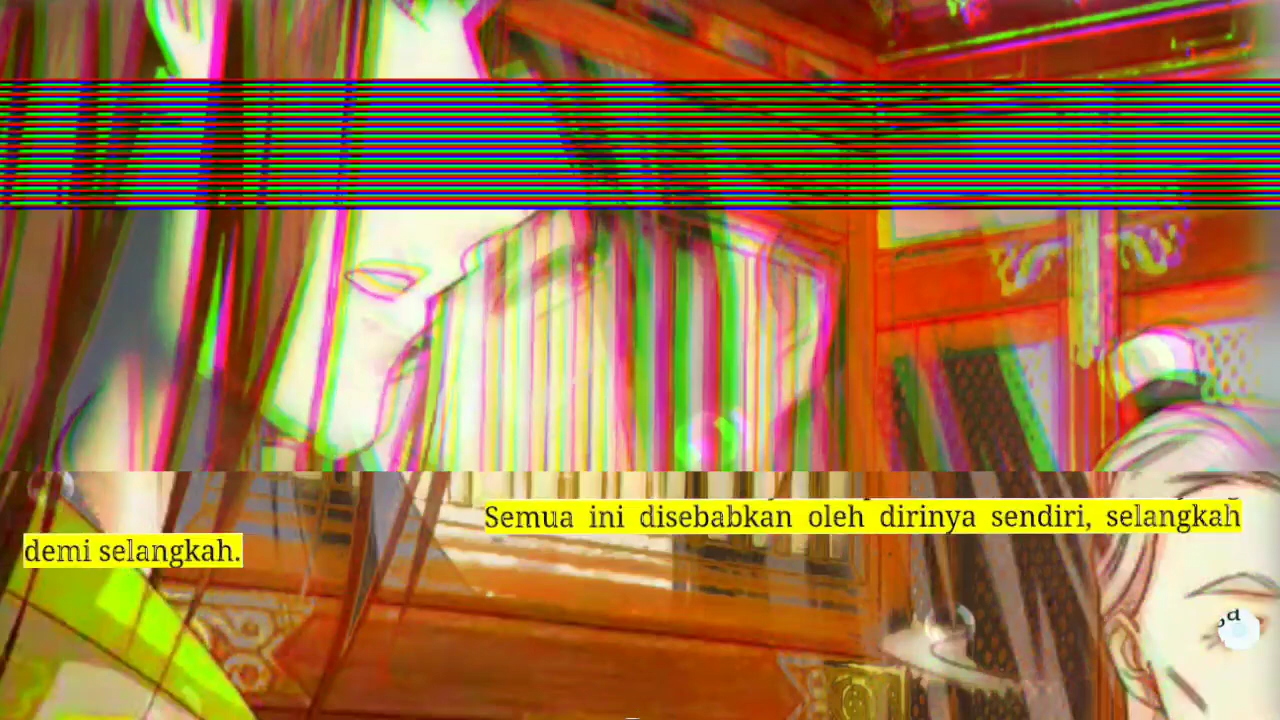 Semua ini disebabkan oleh dirinya sendiri, selangkah
demi selangkah.